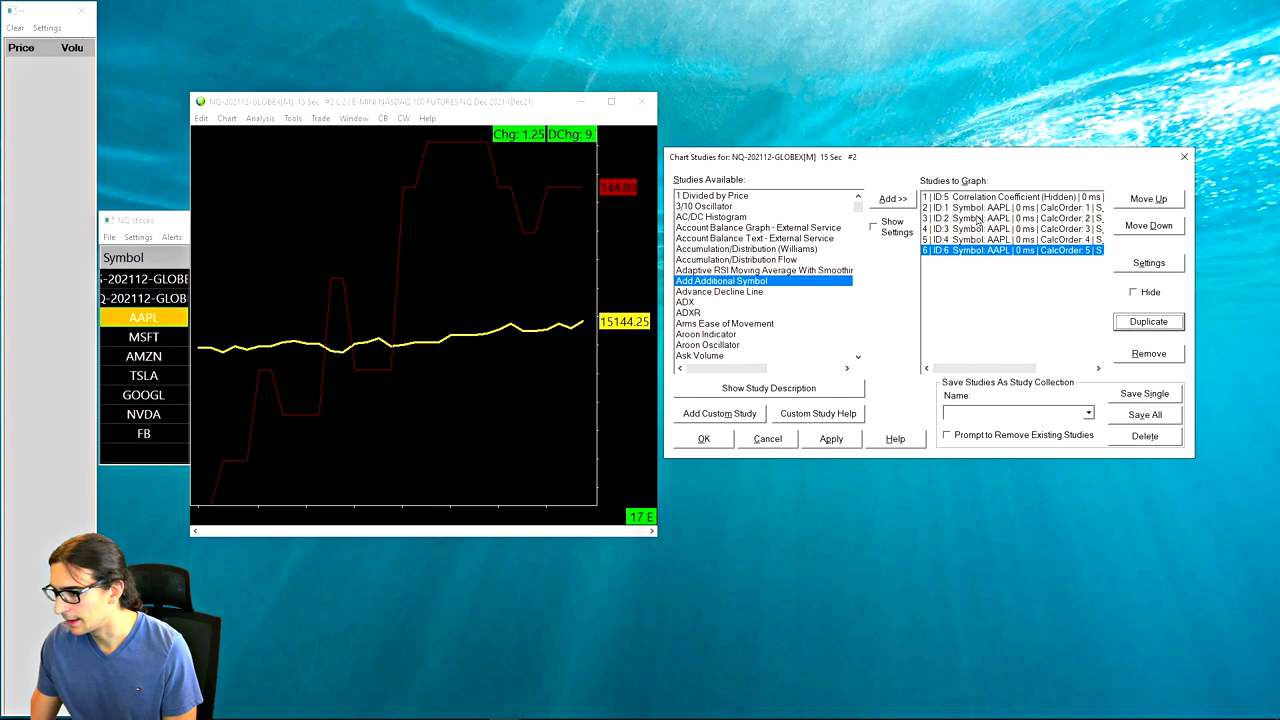 Clear Settings
Price Volu
NQ-202112-GLOBEX[M] 15 Sec #2 L:2 | E-MINI NASDAQ 100 FUTURES NQ Dec 2021 (Dec21)
Edit Chart Analysis Tools Trade Window CB CW Help
Chg: 1.25 DChg: 9.
144.89
15144.25
17 E
NQ stocks
File Settings Alerts
Symbol
-202112-GLOBE
Q-202112-GLOB
AAPL
MSFT
AMZN
TSLA
GOOGL
NVDA
FB
Chart Studies for: NQ-202112-GLOBEX[M] 15 Sec #2
Studies Available:
1 Divided by Price
3/10 Oscillator
AC/DC Histogram
Account Balance Graph - External Service
Account Balance Text - External Service
Accumulation/Distribution (Williams)
Accumulation/Distribution Flow
Adaptive RSI Moving Average With Smoothin
Add Additional Symbol
Advance Decline Line
ADX
ADXR
Arms Ease of Movement
Aroon Indicator
Aroon Oscillator
Ask Volume
Add >>
Show Settings
Studies to Graph:
1 | ID:5 Correlation Coefficient (Hidden) | 0 ms |
2 | ID:1 Symbol: AAPL | 0 ms | CalcOrder: 1 | S,
3 | ID:2 Symbol: AAPL | 0 ms | CalcOrder: 2 | S,
4 | ID:3 Symbol: AAPL | 0 ms | CalcOrder: 3 | S,
5 | ID:4 Symbol: AAPL | 0 ms | CalcOrder: 4 | S,
6 | ID:6 Symbol: AAPL | 0 ms | CalcOrder: 5 | S
Move Up
Move Down
Settings
Hide
Duplicate
Remove
Show Study Description
Add Custom Study Custom Study Help
OK Cancel Apply Help
Save Studies As Study Collection
Name:
Prompt to Remove Existing Studies
Save Single
Save All
Delete